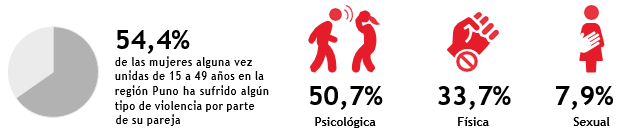 54,4%
de las mujeres alguna vez
unidas de 15 a 49 años en la
región Puno ha sufrido algún
tipo de violencia por parte
de su pareja
50,7%
Psicológica
33,7%
Física
7,9%
Sexual